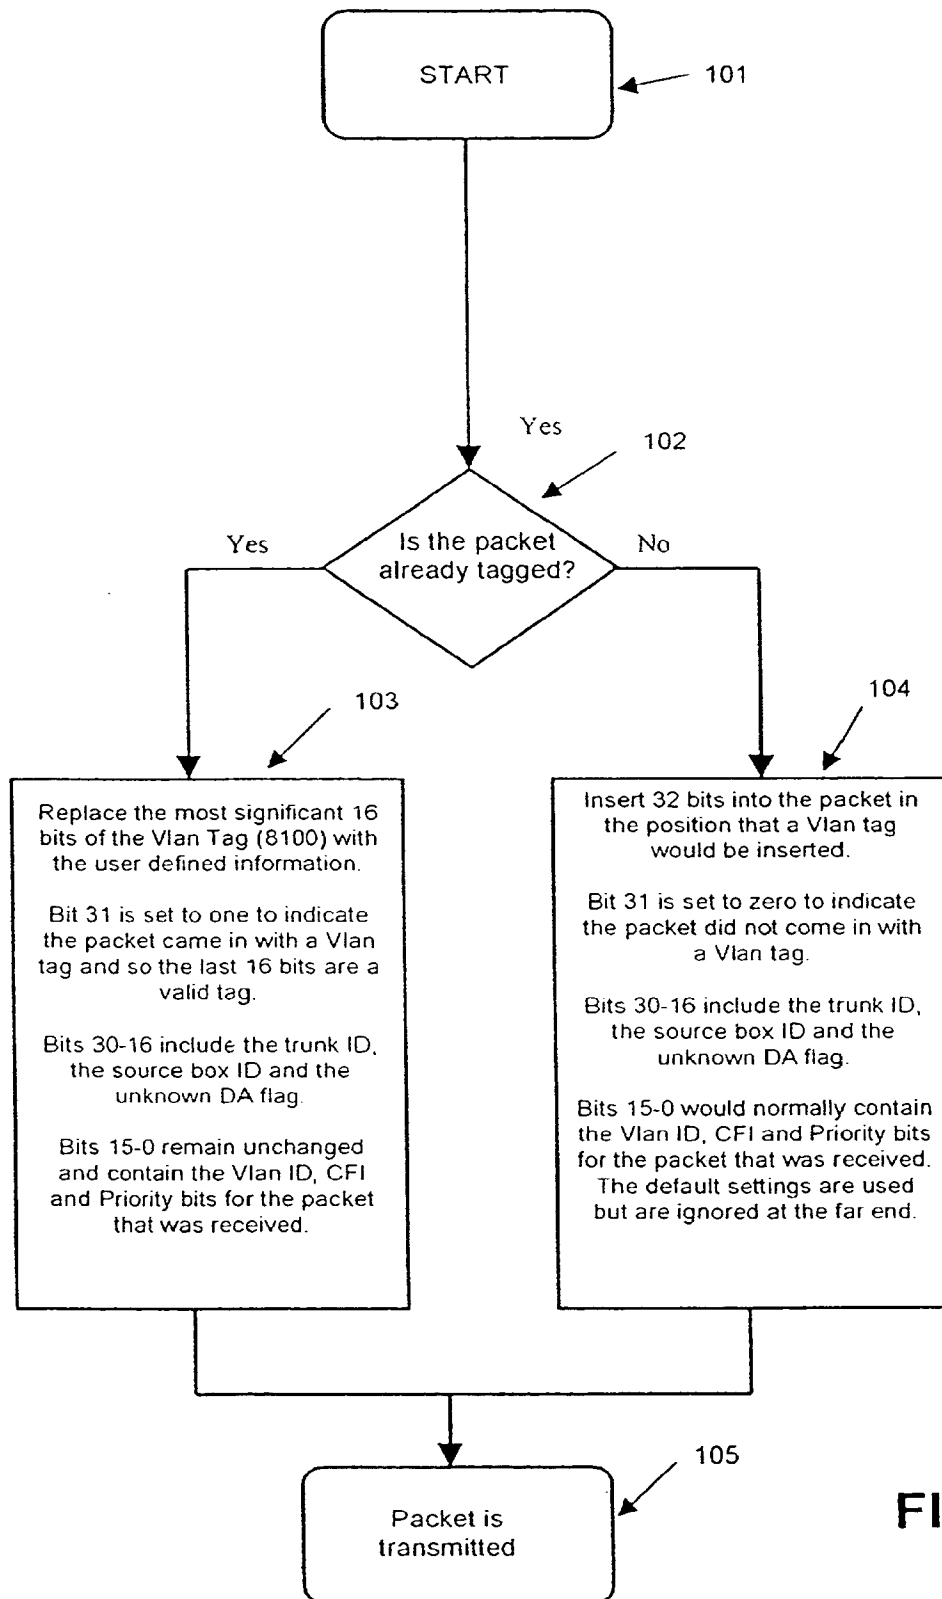 START
101
Yes
102
Is the packet
already tagged?
Yes
No
103
104
Replace the most significant 16
bits of the Vlan Tag (8100) with
the user defined information.
Bit 31 is set to one to indicate
the packet came in with a Vlan
tag and so the last 16 bits are a
valid tag.
Bits 30-16 include the trunk ID,
the source box ID and the
unknown DA flag.
Bits 15-0 remain unchanged
and contain the Vlan ID, CFI
and Priority bits for the packet
that was received.
Insert 32 bits into the packet in
the position that a Vlan tag
would be inserted.
Bit 31 is set to zero to indicate
the packet did not come in with
a Vlan tag.
Bits 30-16 include the trunk ID,
the source box ID and the
unknown DA flag.
Bits 15-0 would normally contain
the Vlan ID, CFI and Priority bits
for the packet that was received.
The default settings are used
but are ignored at the far end.
105
Packet is
transmitted